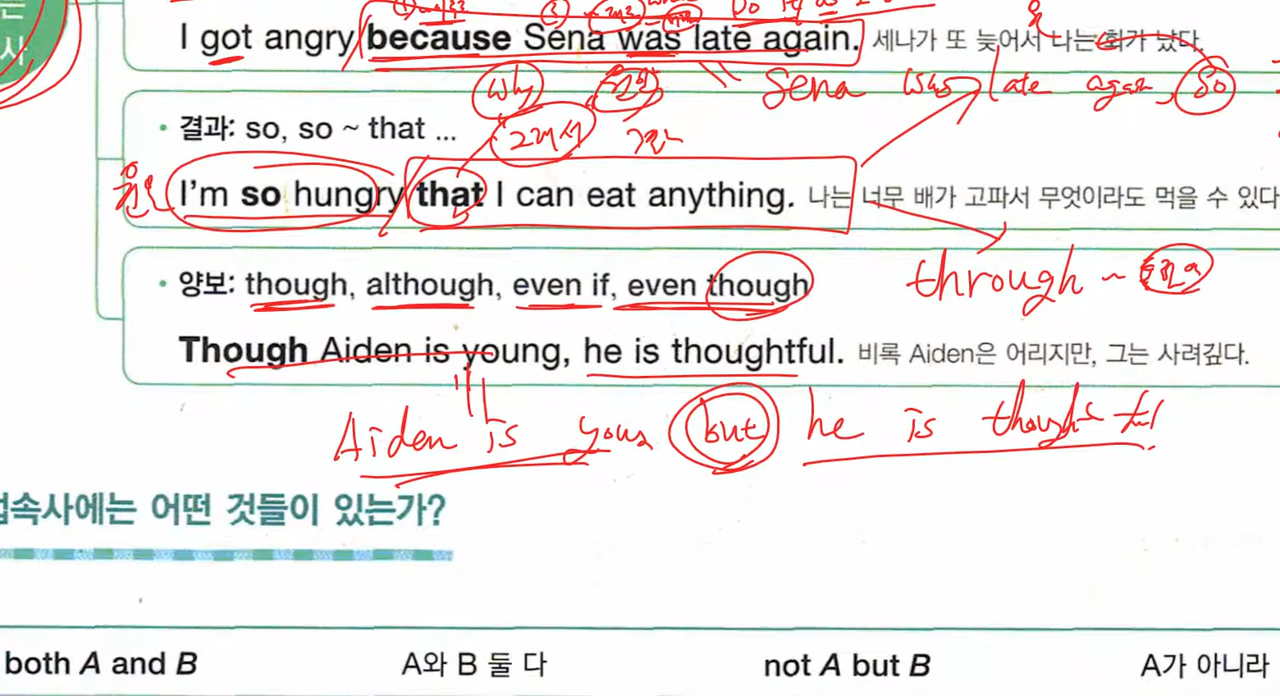 는
사
I got angry because Sena was late again. 세나가 또 늦어서 나는 화가 났다.
why 원인 Sena was late again, so
• 결과: so, so ~ that ...
그래서
원인 I'm so hungry that I can eat anything. 나는 너무 배가 고파서 무엇이라도 먹을 수 있다
• 양보: though, although, even if, even though
through ~
Though Aiden is young, he is thoughtful. 비록 Aiden은 어리지만, 그는 사려깊다.
Aiden is young but he is thoughtful
접속사에는 어떤 것들이 있는가?
both A and B A와 B 둘 다 not A but B A가 아니라